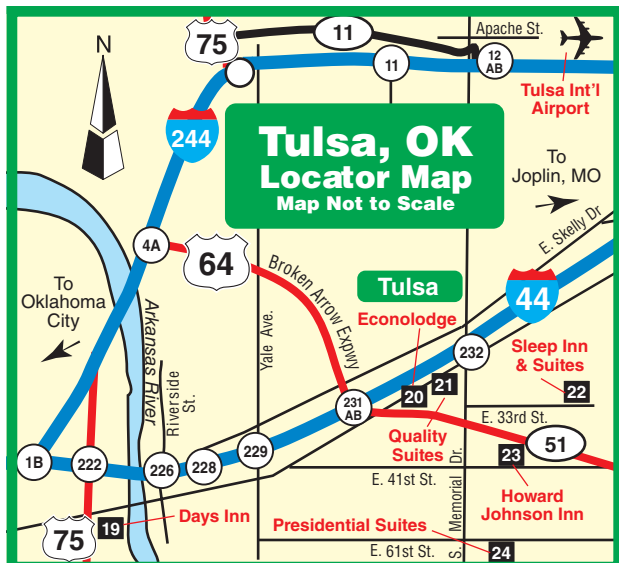 75
11
Apache St.
N
11
12
AB
Tulsa Int'l
Airport
244
Tulsa, OK
Locator Map
Map Not to Scale
To
Joplin, MO
E. Skelly Dr
4A
64
Broken Arrow Expwy
To
Oklahoma
City
Arkansas River
Riverside
St.
Yale Ave.
Tulsa
Econolodge
44
232
Sleep Inn
& Suites
20
21
22
231
AB
E. 33rd St.
Quality
Suites
51
23
1B
222
226
228
229
E. 41st St.
S. Memorial Dr.
Howard
Johnson Inn
75
19
Days Inn
Presidential Suites
E. 61st St.
24